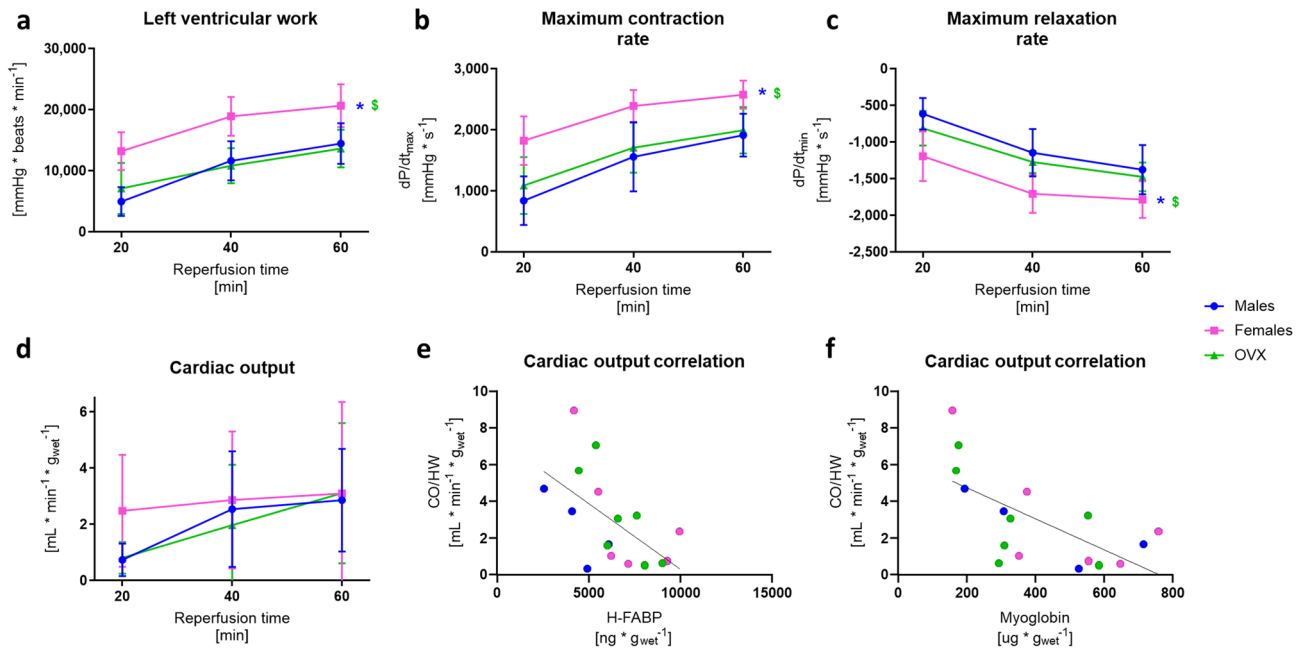 a
Left ventricular work
[mmHg * beats * min⁻¹]
30,000
20,000
10,000
0
* $
20 40 60
Reperfusion time
[min]
b
Maximum contraction
rate
dP/dtmax
[mmHg * s⁻¹]
3,000
2,000
1,000
0
* $
20 40 60
Reperfusion time
[min]
c
Maximum relaxation
rate
dP/dtmin
[mmHg * s⁻¹]
0
-500
-1,000
-1,500
-2,000
-2,500
* $
20 40 60
Reperfusion time
[min]
Males
Females
OVX
d
Cardiac output
[mL * min⁻¹ * gwet⁻¹]
6
4
2
0
20 40 60
Reperfusion time
[min]
e
Cardiac output correlation
CO/HW
[mL * min⁻¹ * gwet⁻¹]
10
8
6
4
2
0
0 5000 10000 15000
H-FABP
[ng * gwet⁻¹]
f
Cardiac output correlation
CO/HW
[mL * min⁻¹ * gwet⁻¹]
10
8
6
4
2
0
0 200 400 600 800
Myoglobin
[ug * gwet⁻¹]